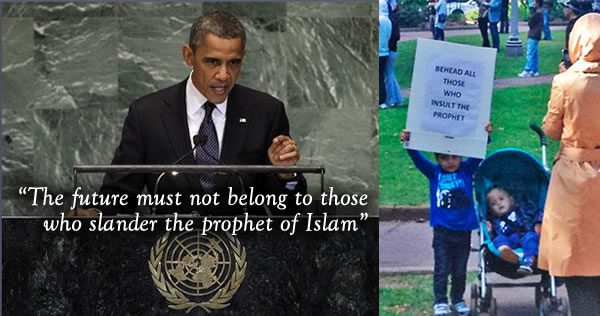 “The future must not belong to those
who slander the prophet of Islam”
BEHEAD ALL
THOSE
WHO
INSULT THE
PROPHET